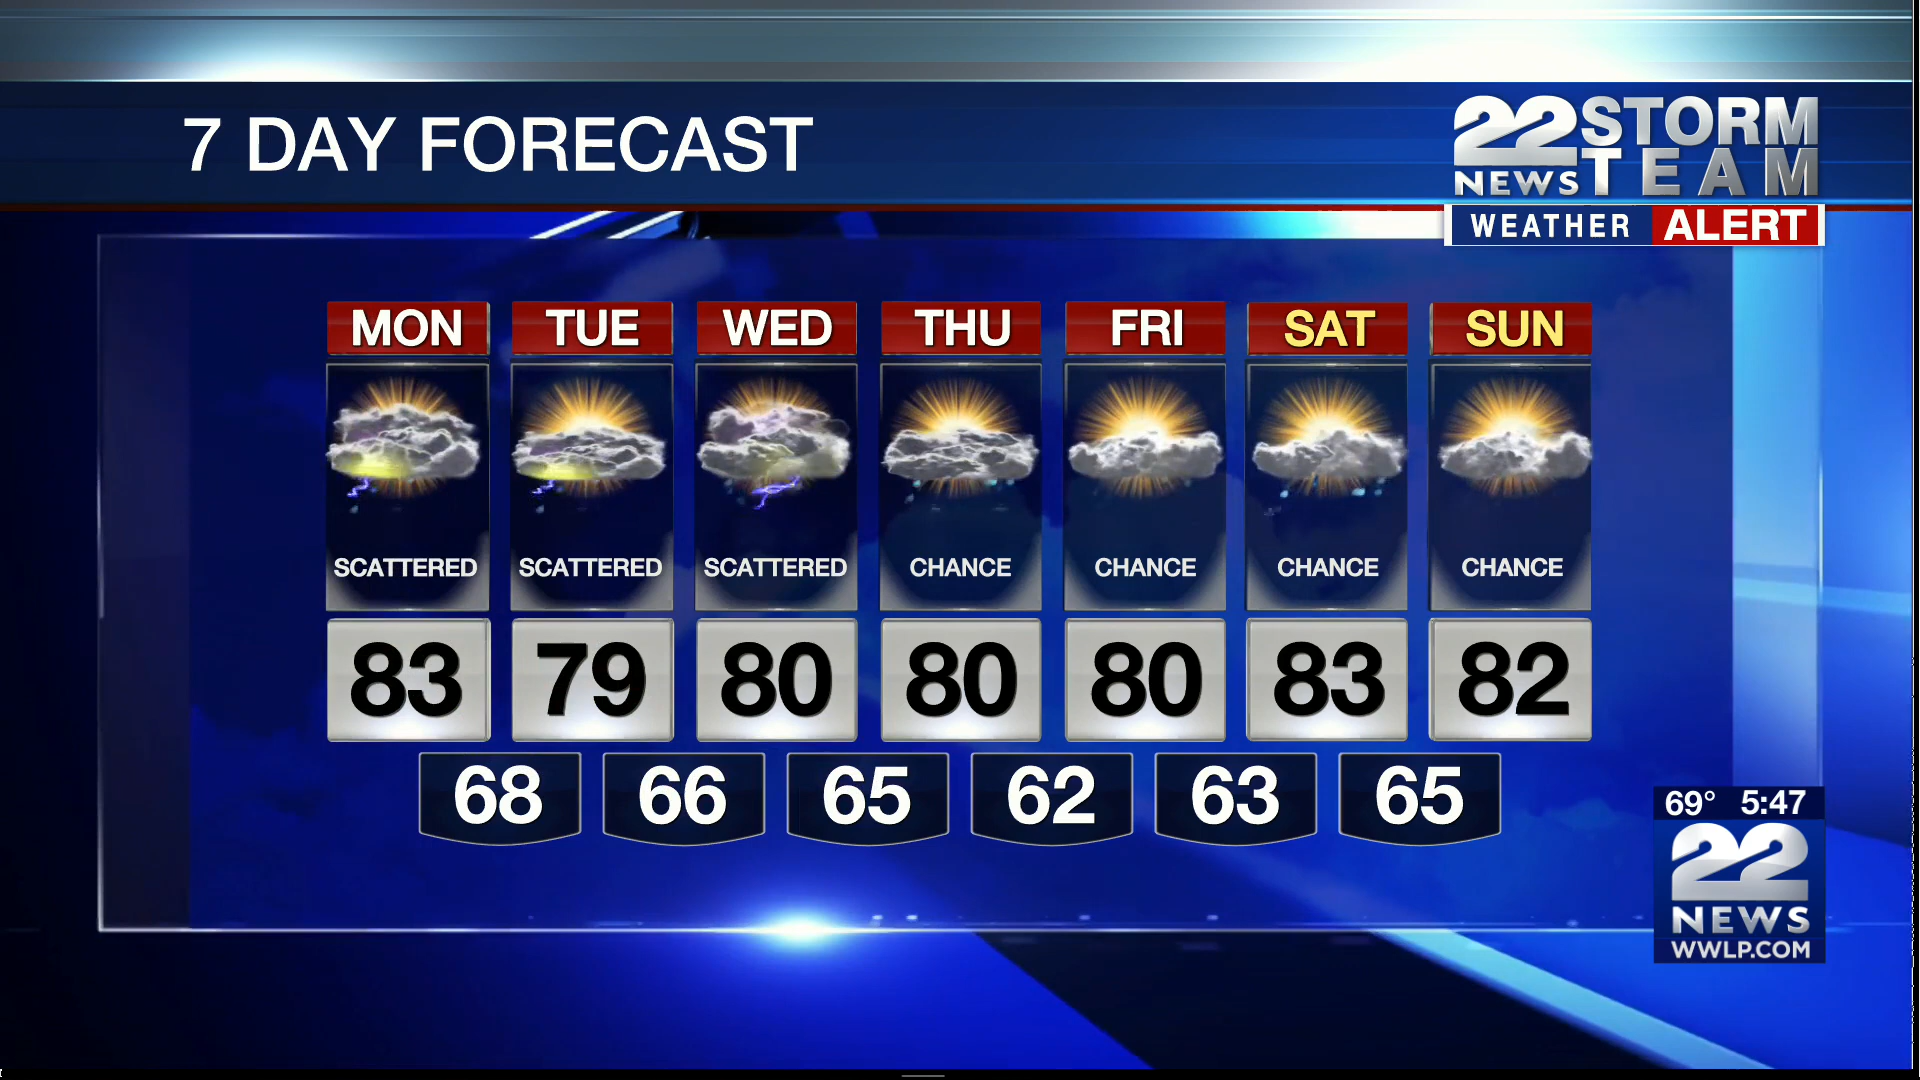 7 DAY FORECAST
22 STORM
NEWS TEAM
WEATHER ALERT
MON TUE WED THU FRI SAT SUN
SCATTERED SCATTERED SCATTERED CHANCE CHANCE CHANCE CHANCE
83 79 80 80 80 83 82
68 66 65 62 63 65
69° 5:47
22
NEWS
WWLP.COM